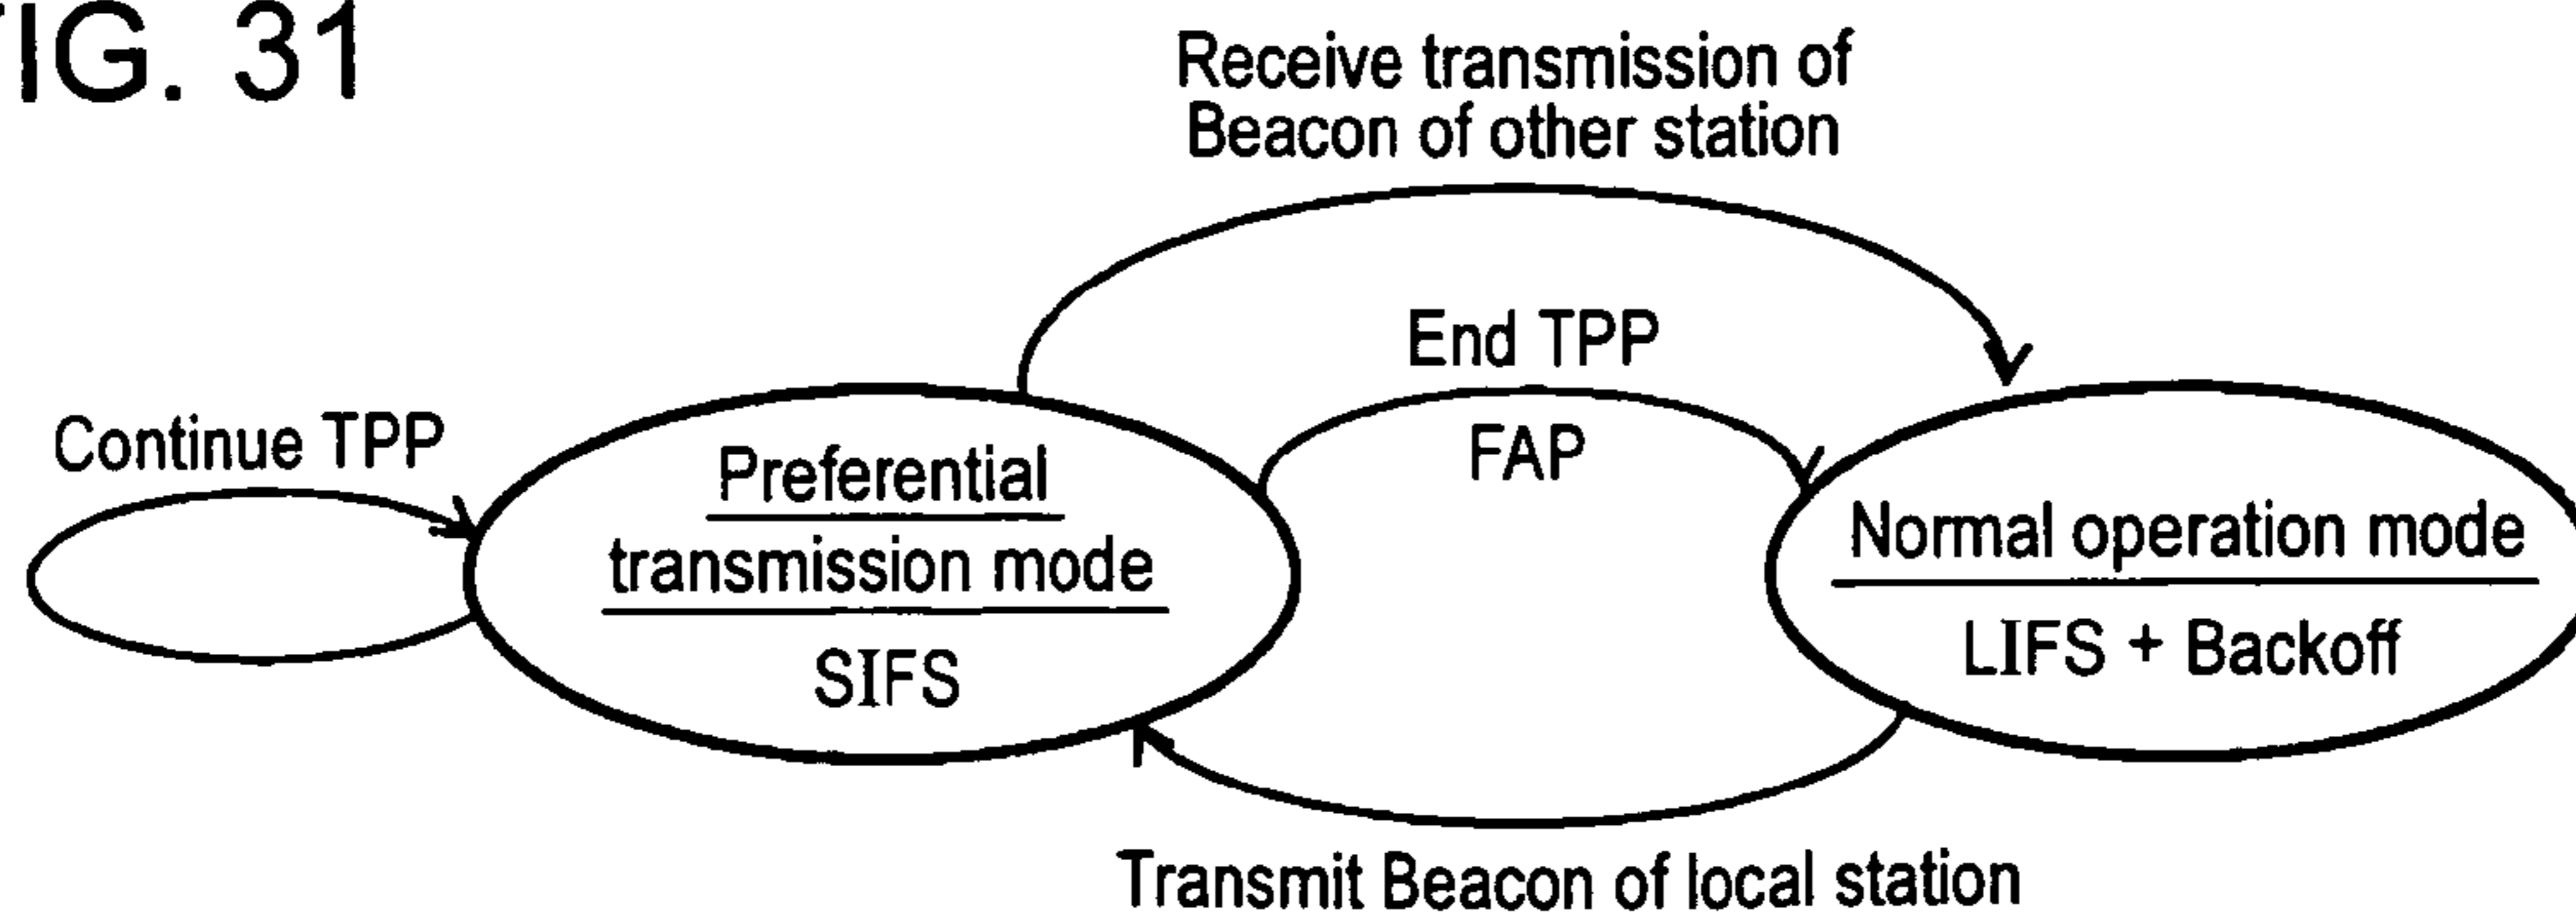 FIG. 31
Receive transmission of
Beacon of other station
End TPP
FAP
Continue TPP
Preferential
transmission mode
SIFS
Normal operation mode
LIFS + Backoff
Transmit Beacon of local station